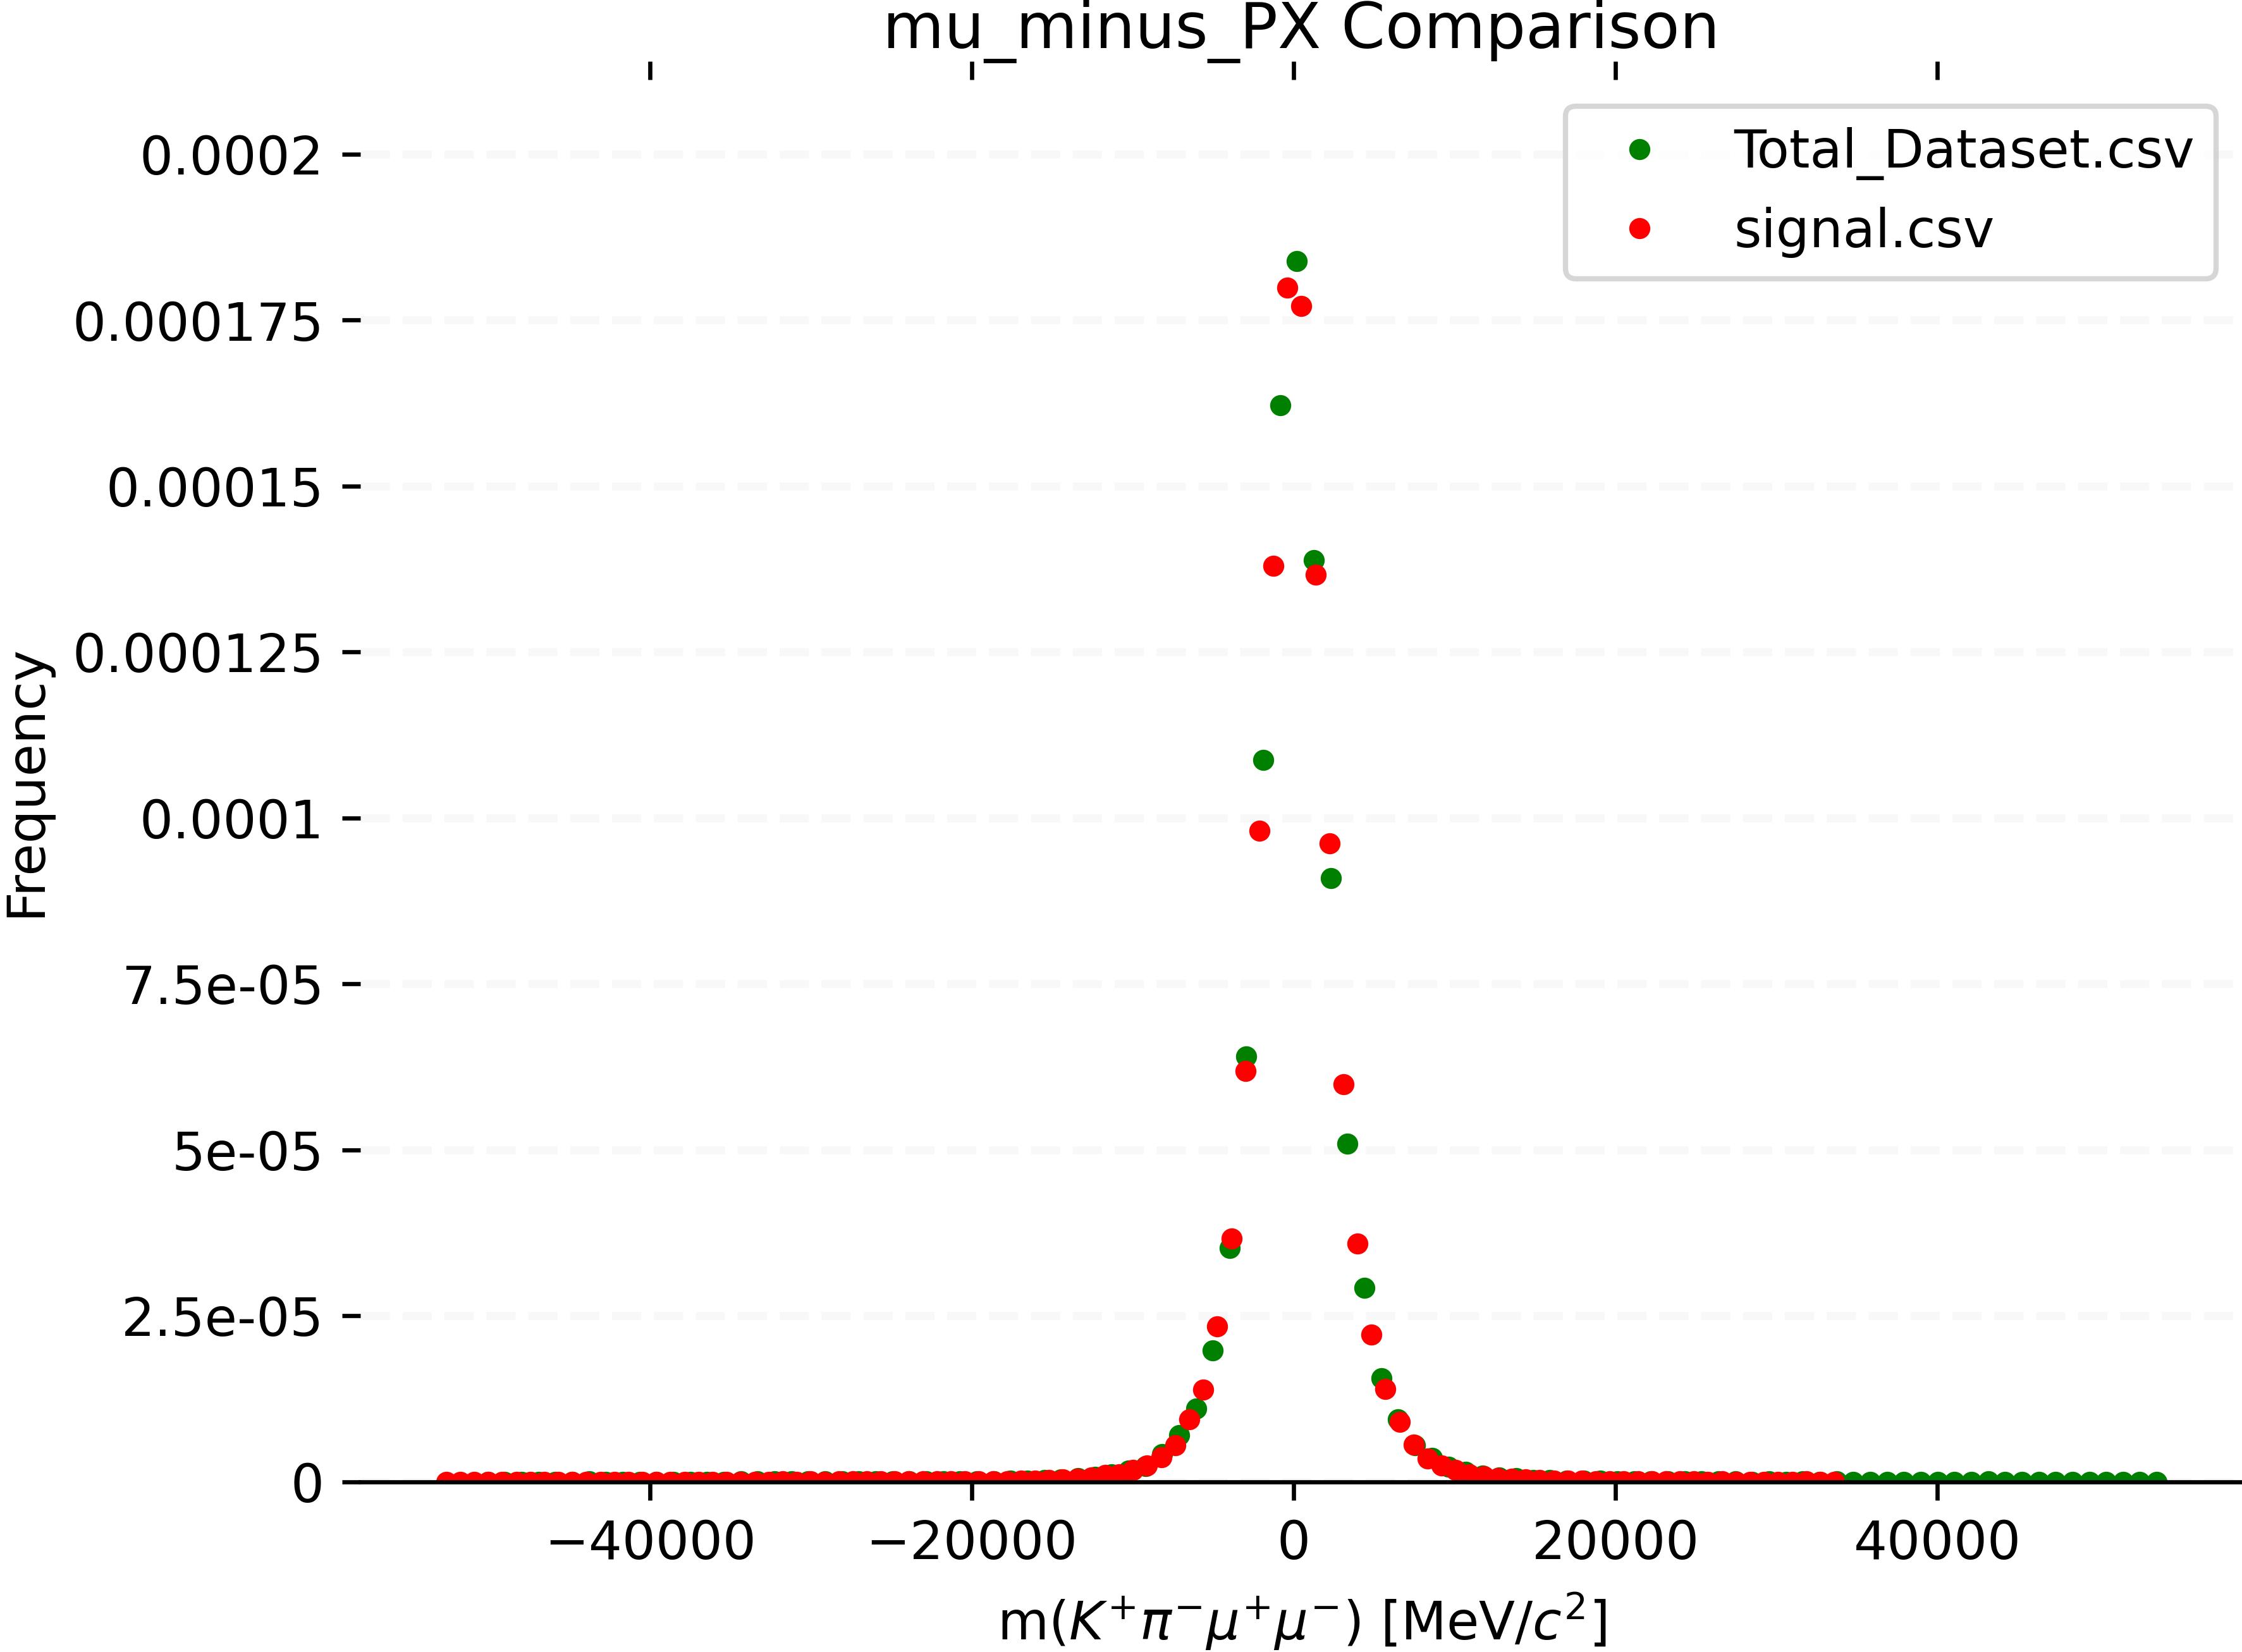 mu_minus_PX Comparison
Total_Dataset.csv
signal.csv
0.0002
0.000175
0.00015
0.000125
0.0001
7.5e-05
5e-05
2.5e-05
0
Frequency
−40000
−20000
0
20000
40000
m(K⁺π⁻μ⁺μ⁻) [MeV/c²]